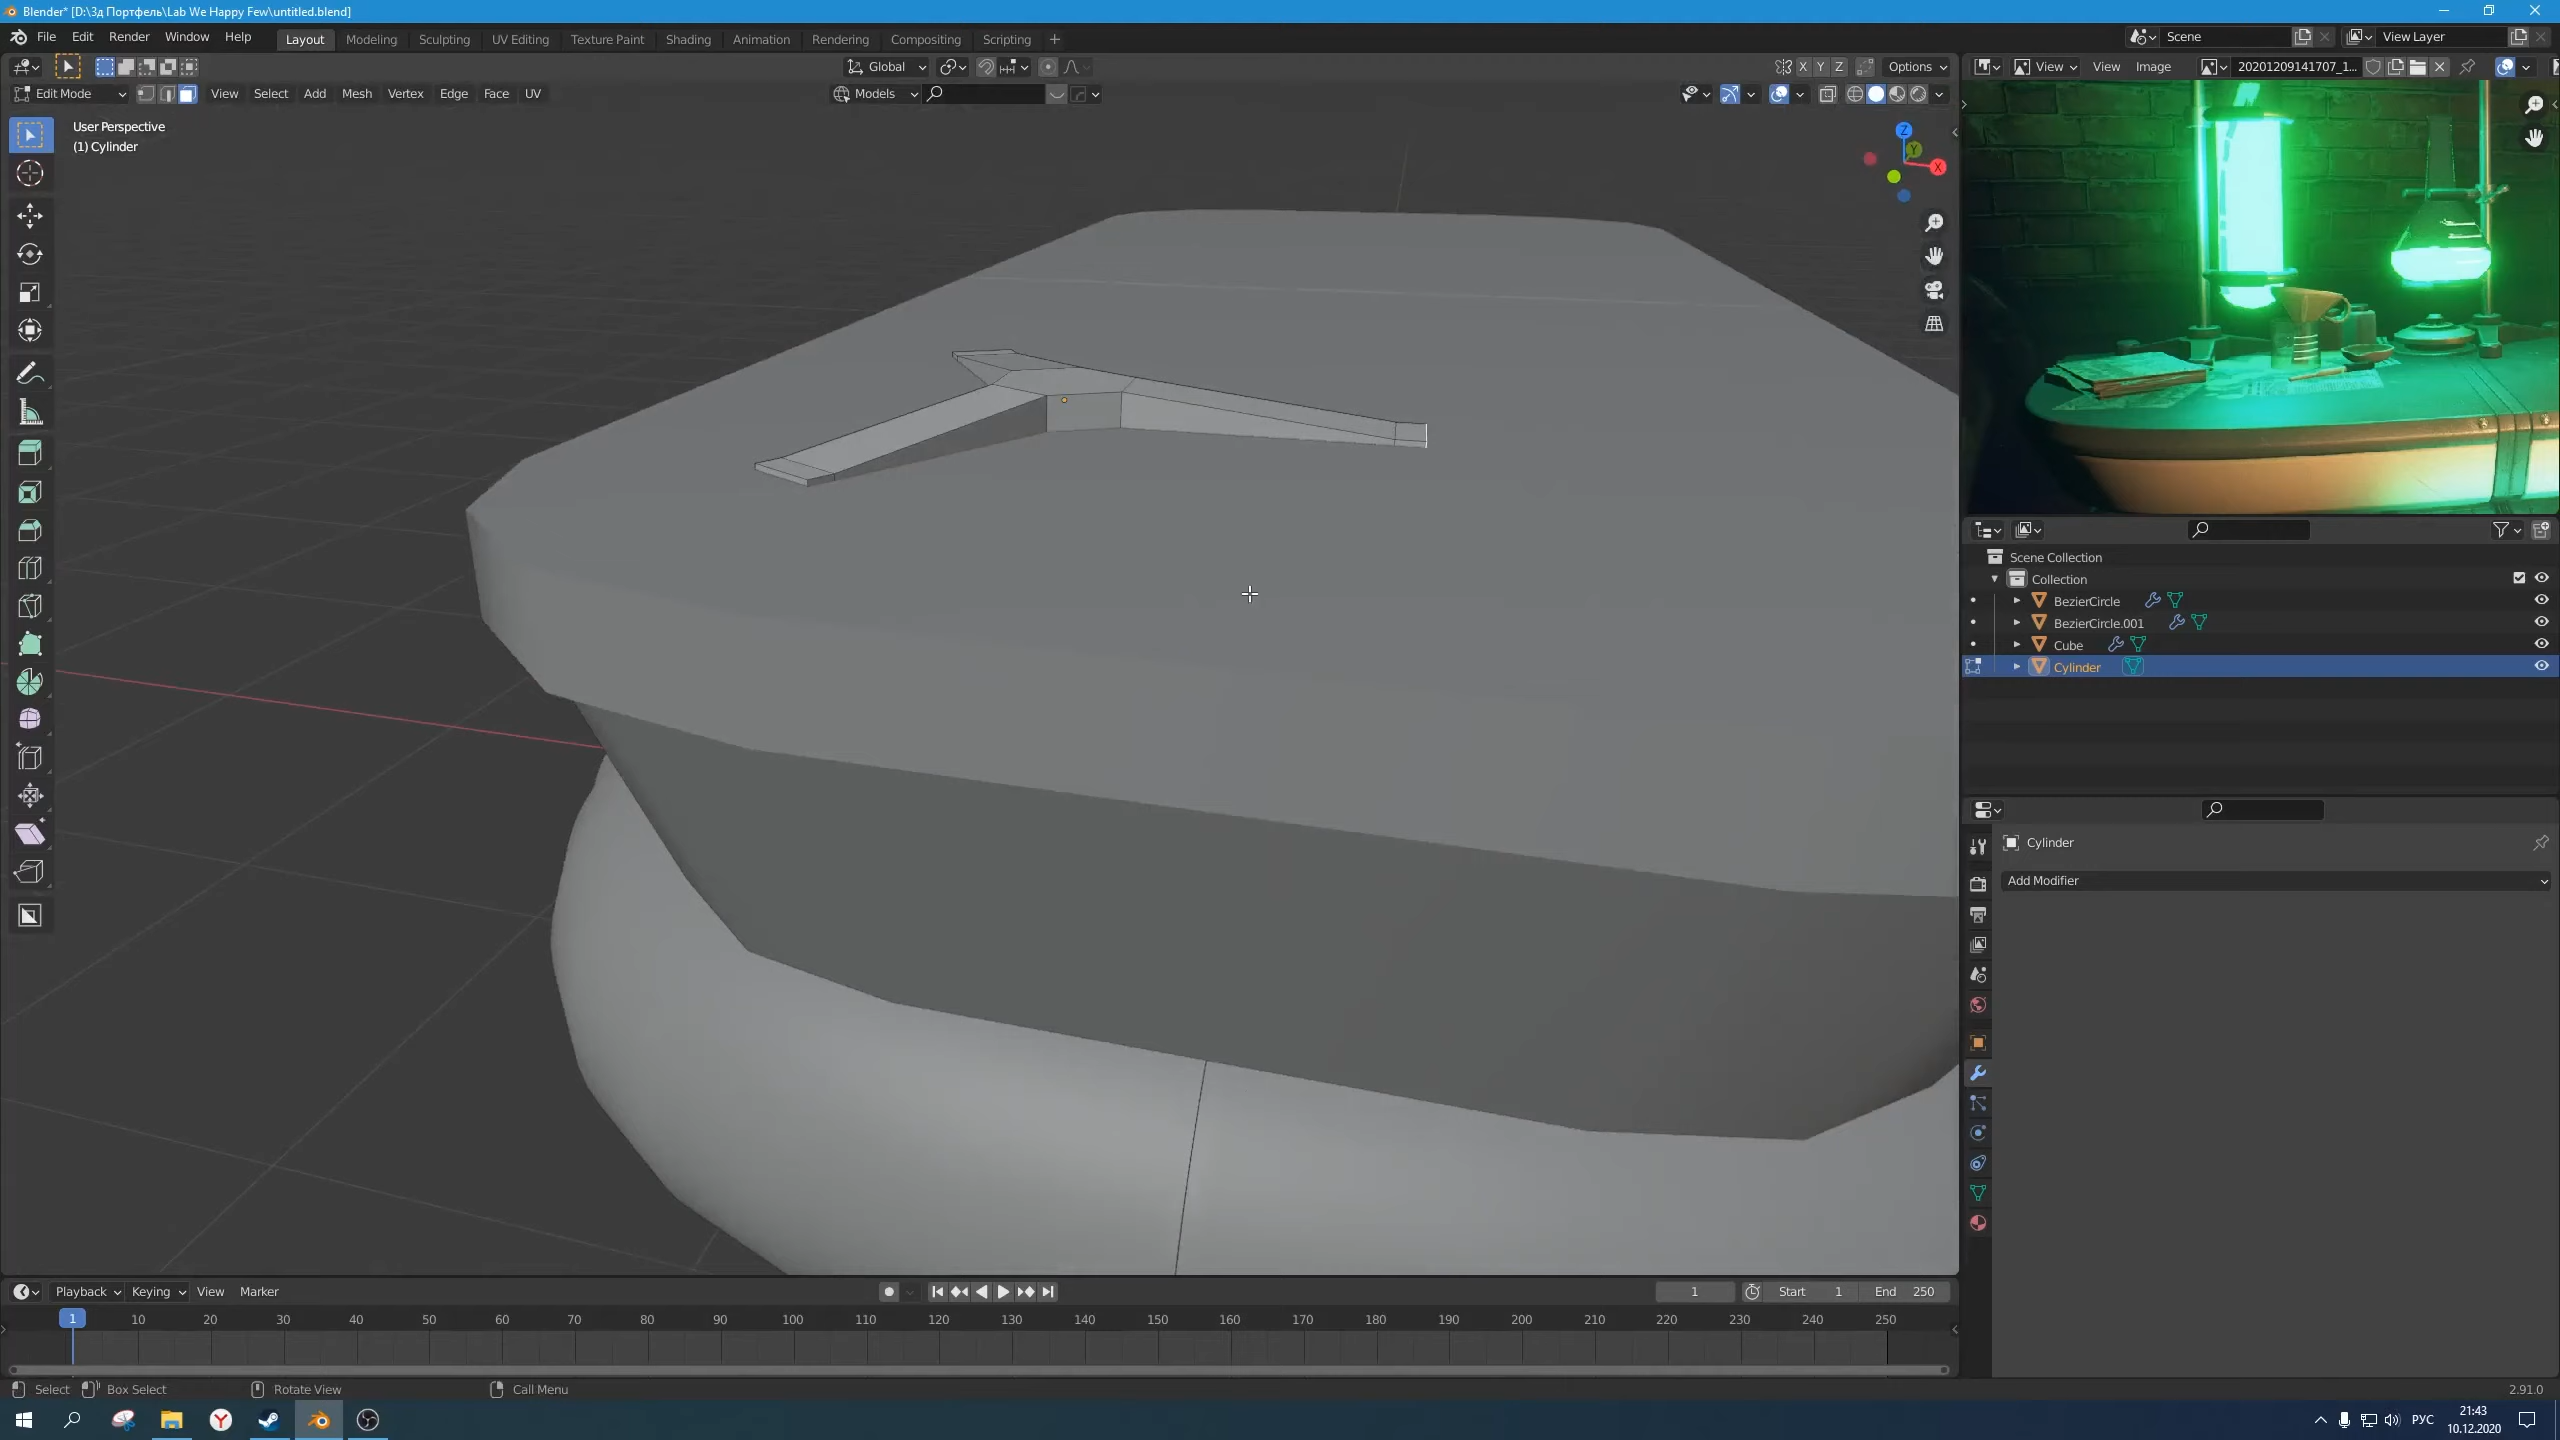 Blender* [D:\3д Портфель\Lab We Happy Few\untitled.blend]
File Edit Render Window Help Layout Modeling Sculpting UV Editing Texture Paint Shading Animation Rendering Compositing Scripting Scene View Layer
Global X Y Z Options View View Image 20201209141707_1...
Edit Mode View Select Add Mesh Vertex Edge Face UV Models
User Perspective
(1) Cylinder
Z
Y
X
Scene Collection
Collection
BezierCircle
BezierCircle.001
Cube
Cylinder
Cylinder
Add Modifier
Playback Keying View Marker 1 Start 1 End 250
1 10 20 30 40 50 60 70 80 90 100 110 120 130 140 150 160 170 180 190 200 210 220 230 240 250
Select Box Select Rotate View Call Menu 2.91.0
РУС
21:43
10.12.2020